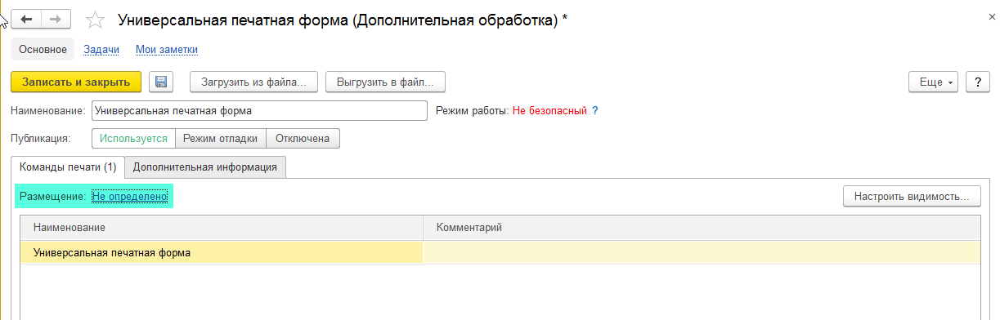 Универсальная печатная форма (Дополнительная обработка) *
Основное Задачи Мои заметки
Записать и закрыть Загрузить из файла... Выгрузить в файл... Еще ?
Наименование: Универсальная печатная форма Режим работы: Не безопасный ?
Публикация: Используется Режим отладки Отключена
Команды печати (1) Дополнительная информация
Размещение: Не определено Настроить видимость...
Наименование Комментарий
Универсальная печатная форма